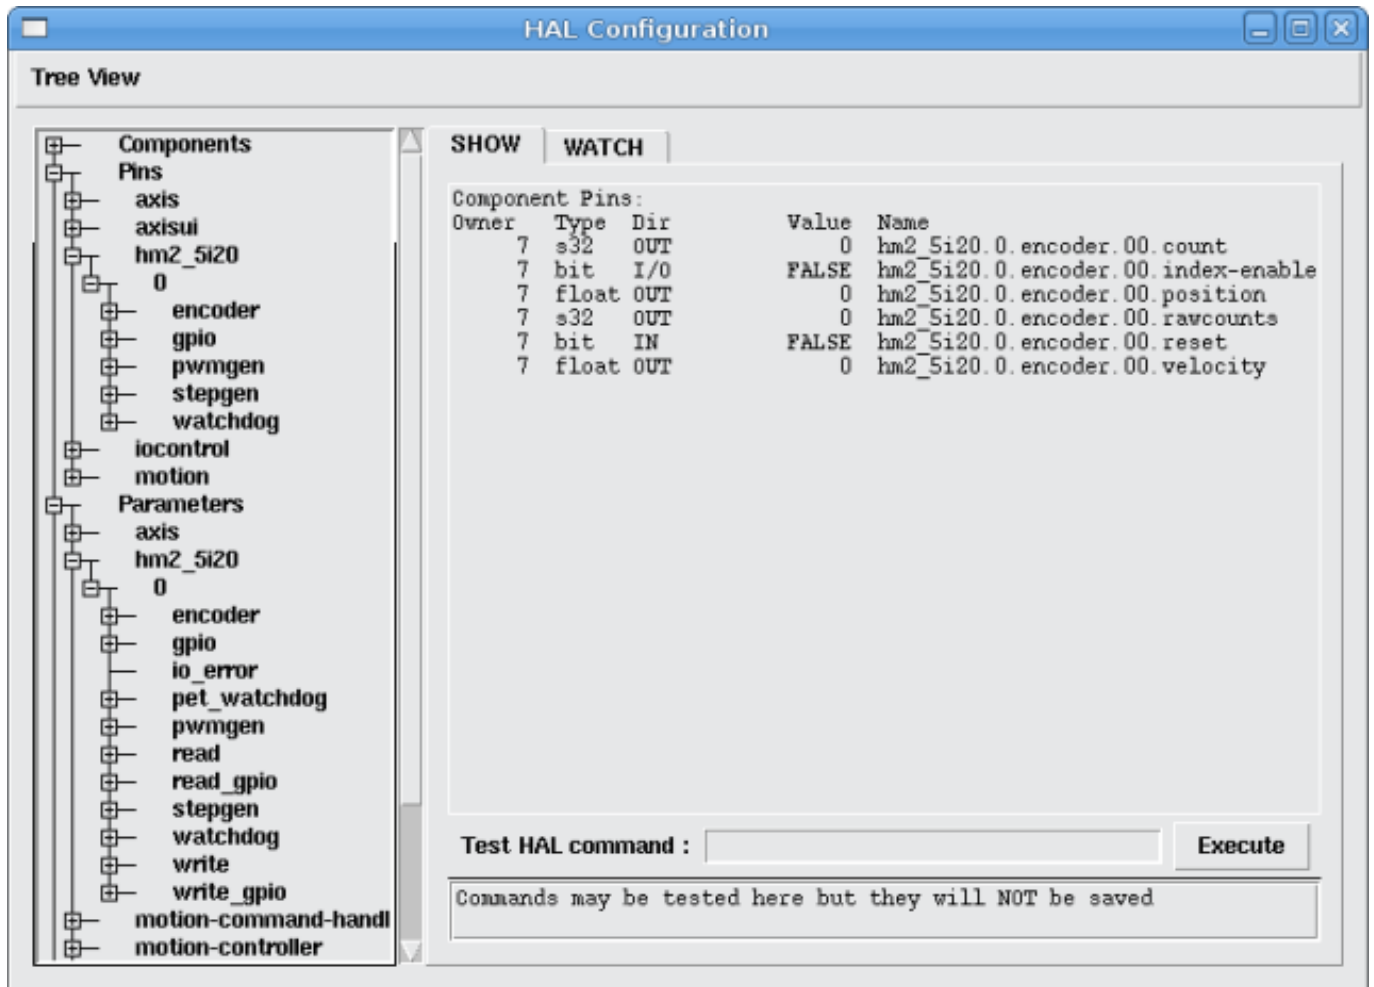 HAL Configuration
Tree View
Components
Pins
axis
axisui
hm2_5i20
0
encoder
gpio
pwmgen
stepgen
watchdog
iocontrol
motion
Parameters
axis
hm2_5i20
0
encoder
gpio
io_error
pet_watchdog
pwmgen
read
read_gpio
stepgen
watchdog
write
write_gpio
motion-command-handl
motion-controller
SHOW WATCH
Component Pins:
Owner Type Dir Value Name
7 s32 OUT 0 hm2_5i20.0.encoder.00.count
7 bit I/O FALSE hm2_5i20.0.encoder.00.index-enable
7 float OUT 0 hm2_5i20.0.encoder.00.position
7 s32 OUT 0 hm2_5i20.0.encoder.00.rawcounts
7 bit IN FALSE hm2_5i20.0.encoder.00.reset
7 float OUT 0 hm2_5i20.0.encoder.00.velocity
Test HAL command : Execute
Commands may be tested here but they will NOT be saved